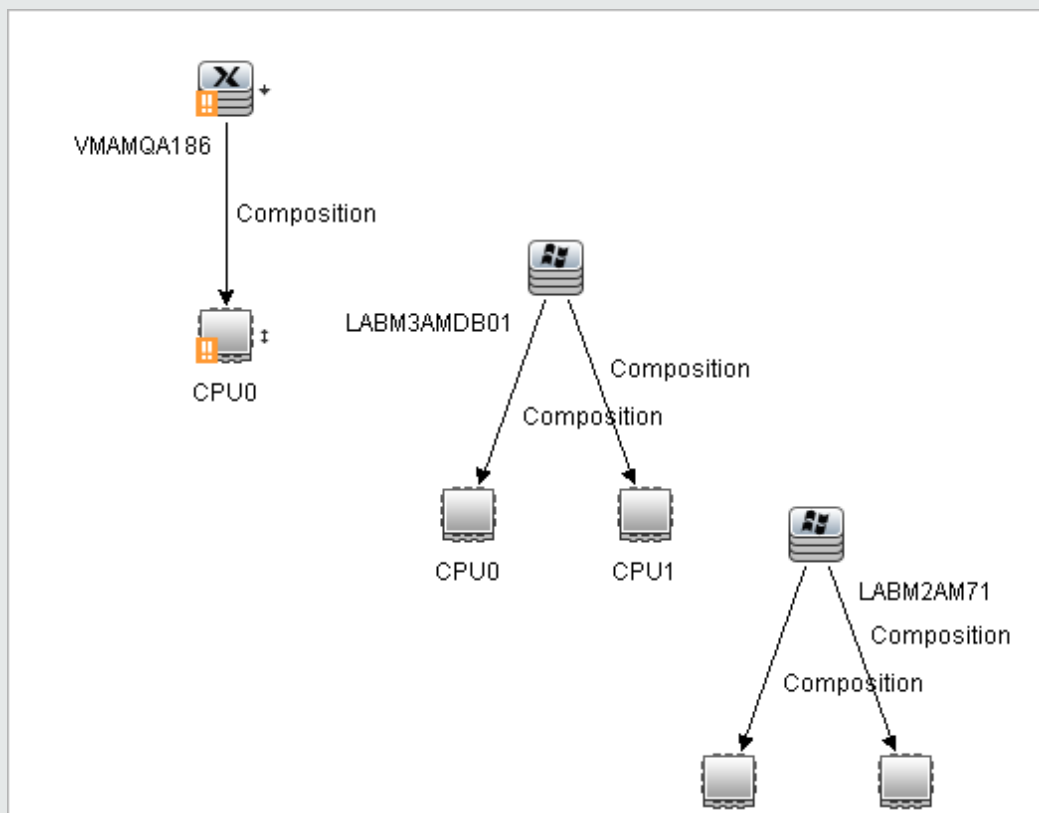 VMAMQA186
Composition
CPU0
LABM3AMDB01
Composition
Composition
CPU0 CPU1
LABM2AM71
Composition
Composition